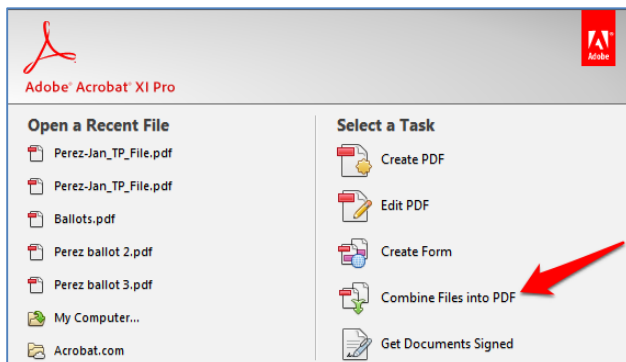 Adobe
Adobe® Acrobat® XI Pro
Open a Recent File
Perez-Jan_TP_File.pdf
Perez-Jan_TP_File.pdf
Ballots.pdf
Perez ballot 2.pdf
Perez ballot 3.pdf
My Computer...
Acrobat.com
Select a Task
Create PDF
Edit PDF
Create Form
Combine Files into PDF
Get Documents Signed